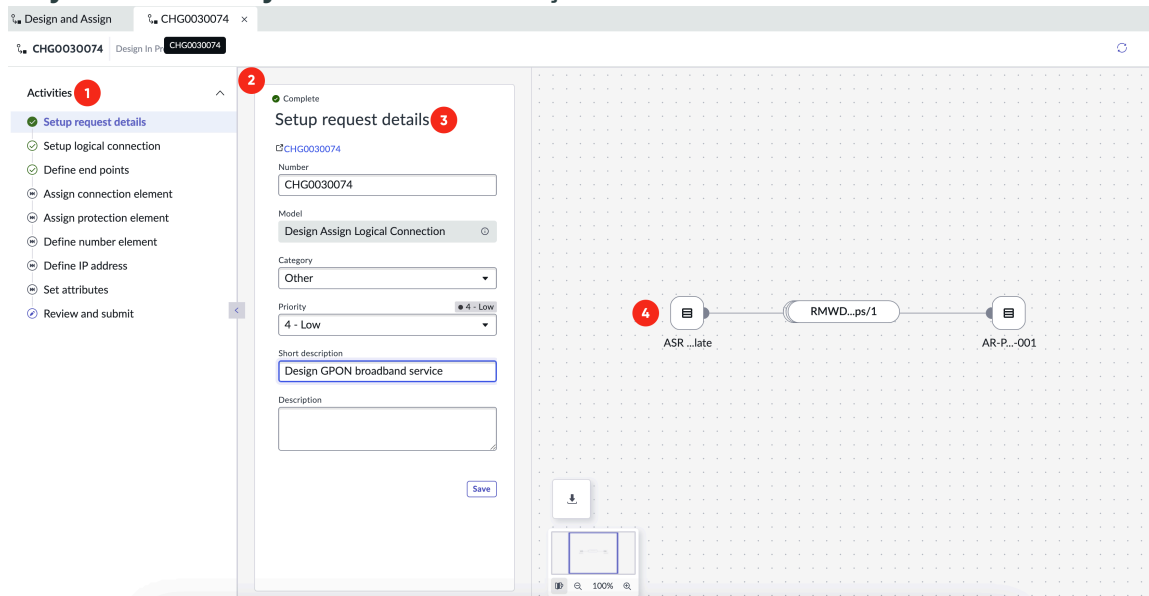 Design and Assign
CHG0030074 ×
CHG0030074
Design In Pr
CHG0030074
Activities
1
Setup request details
Setup logical connection
Define end points
Assign connection element
Assign protection element
Define number element
Define IP address
Set attributes
Review and submit
2
Complete
Setup request details
3
CHG0030074
Number
CHG0030074
Model
Design Assign Logical Connection
Category
Other
Priority
4 - Low
4 - Low
Short description
Design GPON broadband service
Description
Save
4
RMWD...ps/1
ASR ...late
AR-P...-001
100%